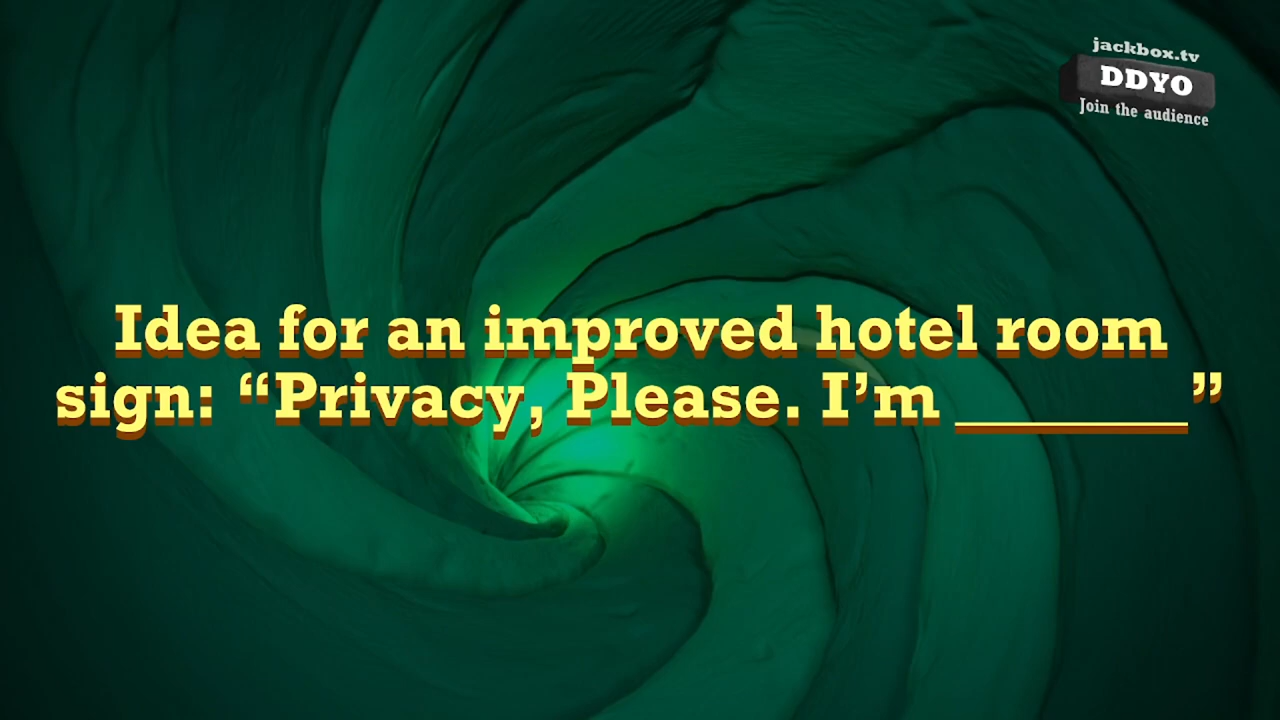 jackbox.tv
DDYO
Join the audience
Idea for an improved hotel room
sign: “Privacy, Please. I’m _______”